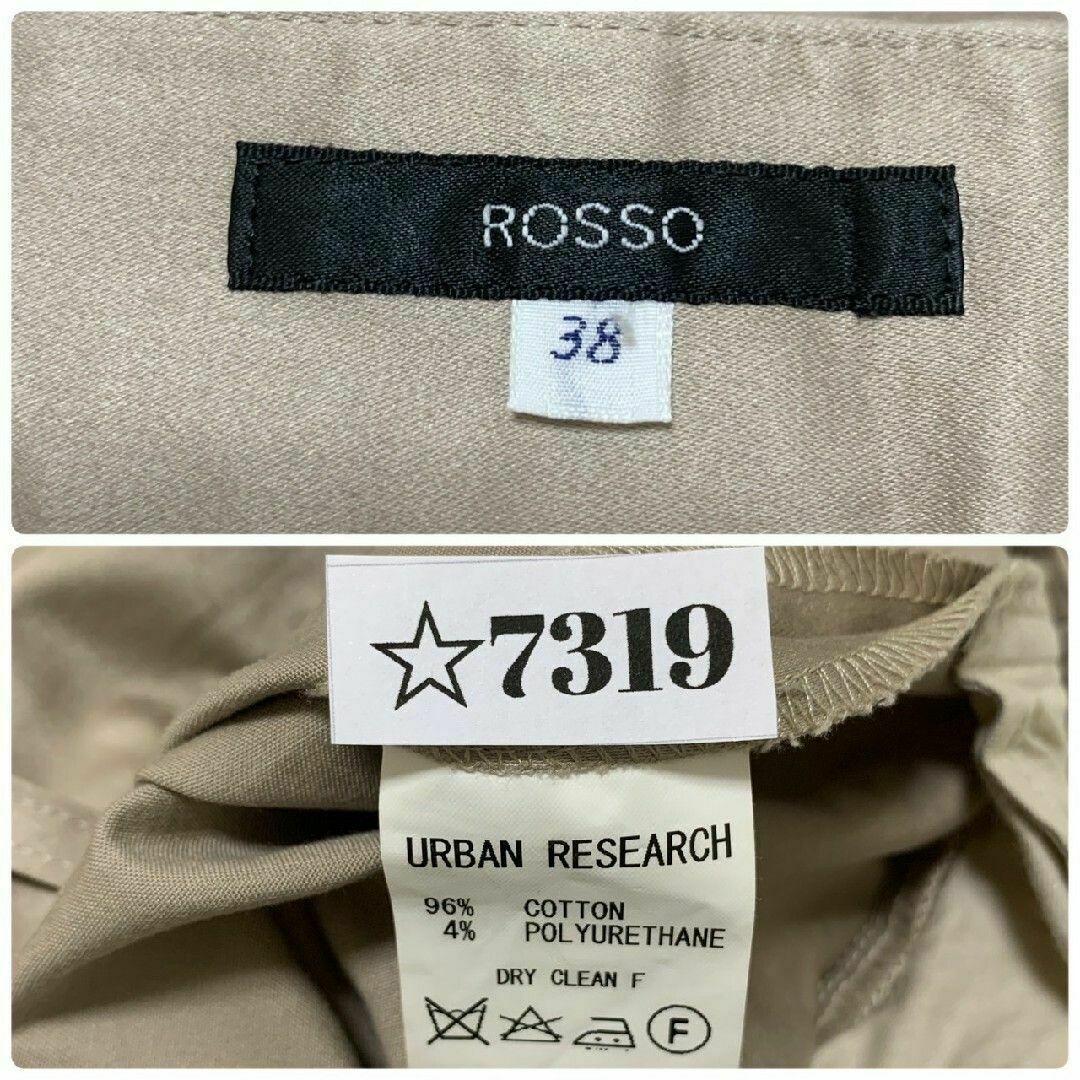 ROSSO
38
☆7319
URBAN RESEARCH
96% COTTON
4% POLYURETHANE
DRY CLEAN F
F